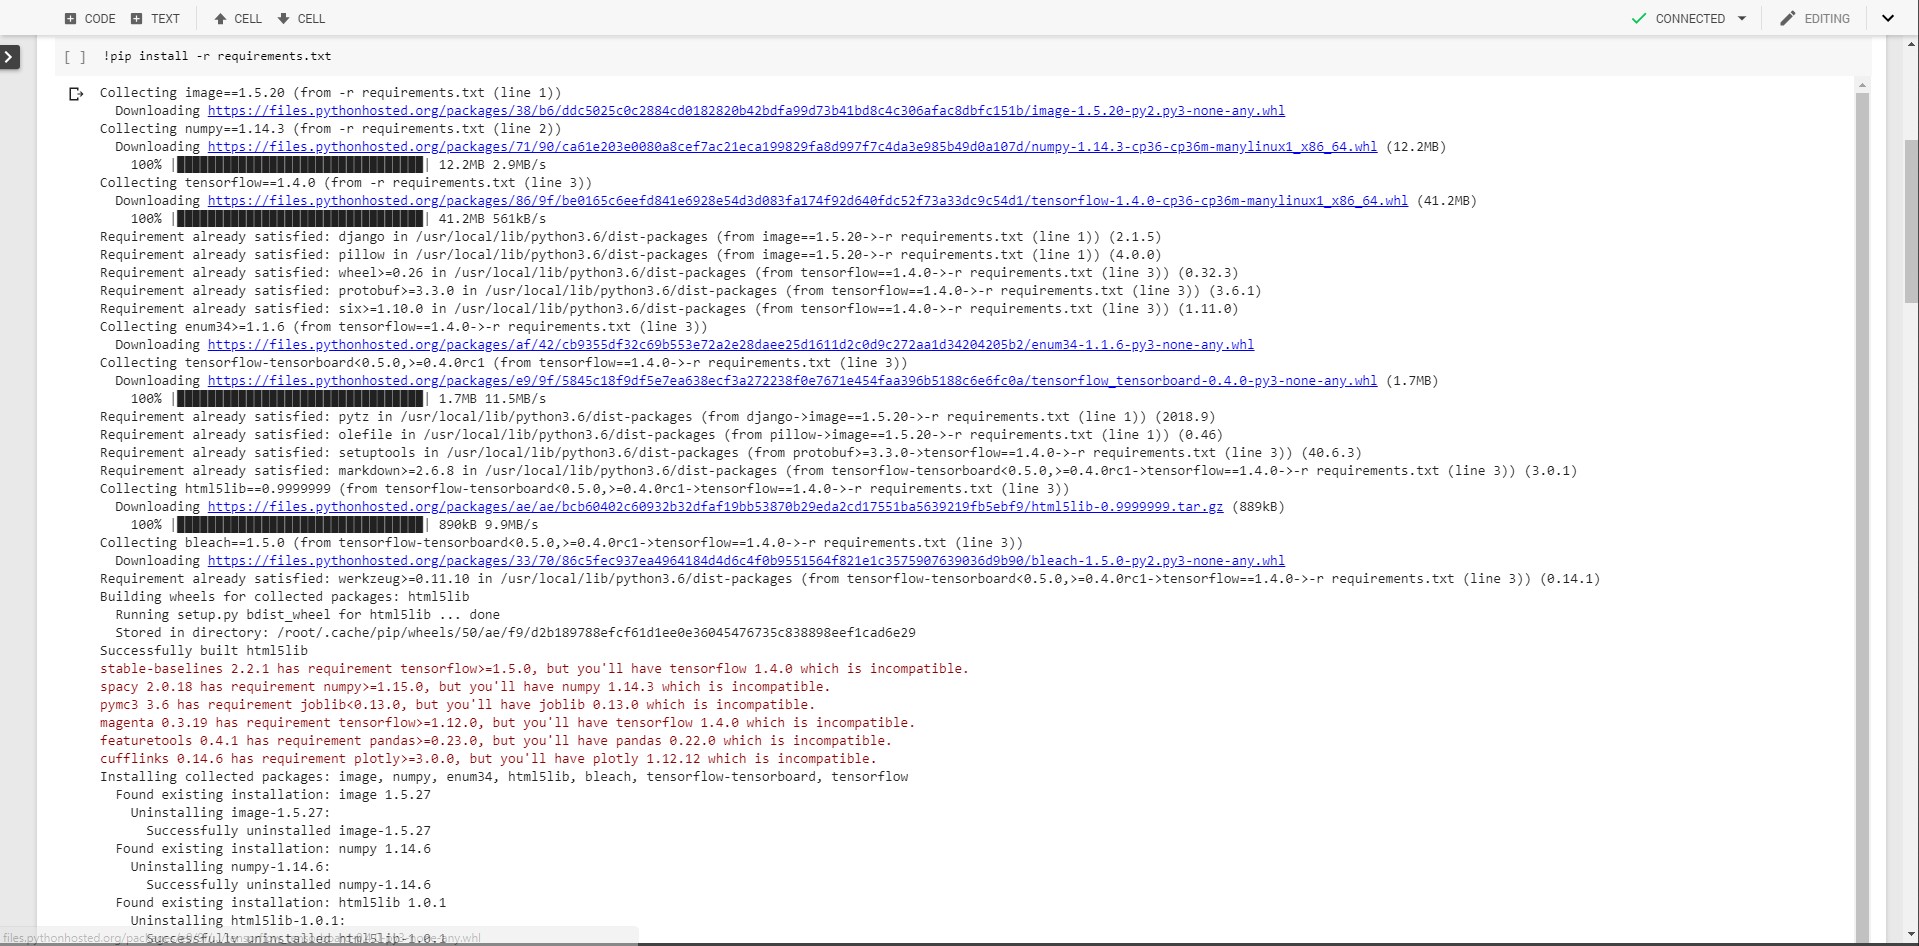 CODE TEXT CELL CELL CONNECTED EDITING
[ ] !pip install -r requirements.txt
Collecting image==1.5.20 (from -r requirements.txt (line 1))
Downloading https://files.pythonhosted.org/packages/38/b6/ddc5025c0c2884cd0182820b42bdfa99d73b41bd8c4c306afac8dbfc151b/image-1.5.20-py2.py3-none-any.whl
Collecting numpy==1.14.3 (from -r requirements.txt (line 2))
Downloading https://files.pythonhosted.org/packages/71/90/ca61e203e0080a8cef7ac21eca199829fa8d997f7c4da3e985b49d0a107d/numpy-1.14.3-cp36-cp36m-manylinux1_x86_64.whl (12.2MB)
100% |████████████████████████████████| 12.2MB 2.9MB/s
Collecting tensorflow==1.4.0 (from -r requirements.txt (line 3))
Downloading https://files.pythonhosted.org/packages/86/9f/be0165c6eefd841e6928e54d3d083fa174f92d640fdc52f73a33dc9c54d1/tensorflow-1.4.0-cp36-cp36m-manylinux1_x86_64.whl (41.2MB)
100% |████████████████████████████████| 41.2MB 561kB/s
Requirement already satisfied: django in /usr/local/lib/python3.6/dist-packages (from image==1.5.20->-r requirements.txt (line 1)) (2.1.5)
Requirement already satisfied: pillow in /usr/local/lib/python3.6/dist-packages (from image==1.5.20->-r requirements.txt (line 1)) (4.0.0)
Requirement already satisfied: wheel>=0.26 in /usr/local/lib/python3.6/dist-packages (from tensorflow==1.4.0->-r requirements.txt (line 3)) (0.32.3)
Requirement already satisfied: protobuf>=3.3.0 in /usr/local/lib/python3.6/dist-packages (from tensorflow==1.4.0->-r requirements.txt (line 3)) (3.6.1)
Requirement already satisfied: six>=1.10.0 in /usr/local/lib/python3.6/dist-packages (from tensorflow==1.4.0->-r requirements.txt (line 3)) (1.11.0)
Collecting enum34>=1.1.6 (from tensorflow==1.4.0->-r requirements.txt (line 3))
Downloading https://files.pythonhosted.org/packages/af/42/cb9355df32c69b553e72a2e28daee25d1611d2c0d9c272aa1d34204205b2/enum34-1.1.6-py3-none-any.whl
Collecting tensorflow-tensorboard<0.5.0,>=0.4.0rc1 (from tensorflow==1.4.0->-r requirements.txt (line 3))
Downloading https://files.pythonhosted.org/packages/e9/9f/5845c18f9df5e7ea638ecf3a272238f0e7671e454faa396b5188c6e6fc0a/tensorflow_tensorboard-0.4.0-py3-none-any.whl (1.7MB)
100% |████████████████████████████████| 1.7MB 11.5MB/s
Requirement already satisfied: pytz in /usr/local/lib/python3.6/dist-packages (from django->image==1.5.20->-r requirements.txt (line 1)) (2018.9)
Requirement already satisfied: olefile in /usr/local/lib/python3.6/dist-packages (from pillow->image==1.5.20->-r requirements.txt (line 1)) (0.46)
Requirement already satisfied: setuptools in /usr/local/lib/python3.6/dist-packages (from protobuf>=3.3.0->tensorflow==1.4.0->-r requirements.txt (line 3)) (40.6.3)
Requirement already satisfied: markdown>=2.6.8 in /usr/local/lib/python3.6/dist-packages (from tensorflow-tensorboard<0.5.0,>=0.4.0rc1->tensorflow==1.4.0->-r requirements.txt (line 3)) (3.0.1)
Collecting html5lib==0.9999999 (from tensorflow-tensorboard<0.5.0,>=0.4.0rc1->tensorflow==1.4.0->-r requirements.txt (line 3))
Downloading https://files.pythonhosted.org/packages/ae/ae/bcb60402c60932b32dfaf19bb53870b29eda2cd17551ba5639219fb5ebf9/html5lib-0.9999999.tar.gz (889kB)
100% |████████████████████████████████| 890kB 9.9MB/s
Collecting bleach==1.5.0 (from tensorflow-tensorboard<0.5.0,>=0.4.0rc1->tensorflow==1.4.0->-r requirements.txt (line 3))
Downloading https://files.pythonhosted.org/packages/33/70/86c5fec937ea4964184d4d6c4f0b9551564f821e1c3575907639036d9b90/bleach-1.5.0-py2.py3-none-any.whl
Requirement already satisfied: werkzeug>=0.11.10 in /usr/local/lib/python3.6/dist-packages (from tensorflow-tensorboard<0.5.0,>=0.4.0rc1->tensorflow==1.4.0->-r requirements.txt (line 3)) (0.14.1)
Building wheels for collected packages: html5lib
Running setup.py bdist_wheel for html5lib ... done
Stored in directory: /root/.cache/pip/wheels/50/ae/f9/d2b189788efcf61d1ee0e36045476735c838898eef1cad6e29
Successfully built html5lib
stable-baselines 2.2.1 has requirement tensorflow>=1.5.0, but you'll have tensorflow 1.4.0 which is incompatible.
spacy 2.0.18 has requirement numpy>=1.15.0, but you'll have numpy 1.14.3 which is incompatible.
pymc3 3.6 has requirement joblib<0.13.0, but you'll have joblib 0.13.0 which is incompatible.
magenta 0.3.19 has requirement tensorflow>=1.12.0, but you'll have tensorflow 1.4.0 which is incompatible.
featuretools 0.4.1 has requirement pandas>=0.23.0, but you'll have pandas 0.22.0 which is incompatible.
cufflinks 0.14.6 has requirement plotly>=3.0.0, but you'll have plotly 1.12.12 which is incompatible.
Installing collected packages: image, numpy, enum34, html5lib, bleach, tensorflow-tensorboard, tensorflow
Found existing installation: image 1.5.27
Uninstalling image-1.5.27:
Successfully uninstalled image-1.5.27
Found existing installation: numpy 1.14.6
Uninstalling numpy-1.14.6:
Successfully uninstalled numpy-1.14.6
Found existing installation: html5lib 1.0.1
Uninstalling html5lib-1.0.1:
Successfully uninstalled html5lib-1.0.1